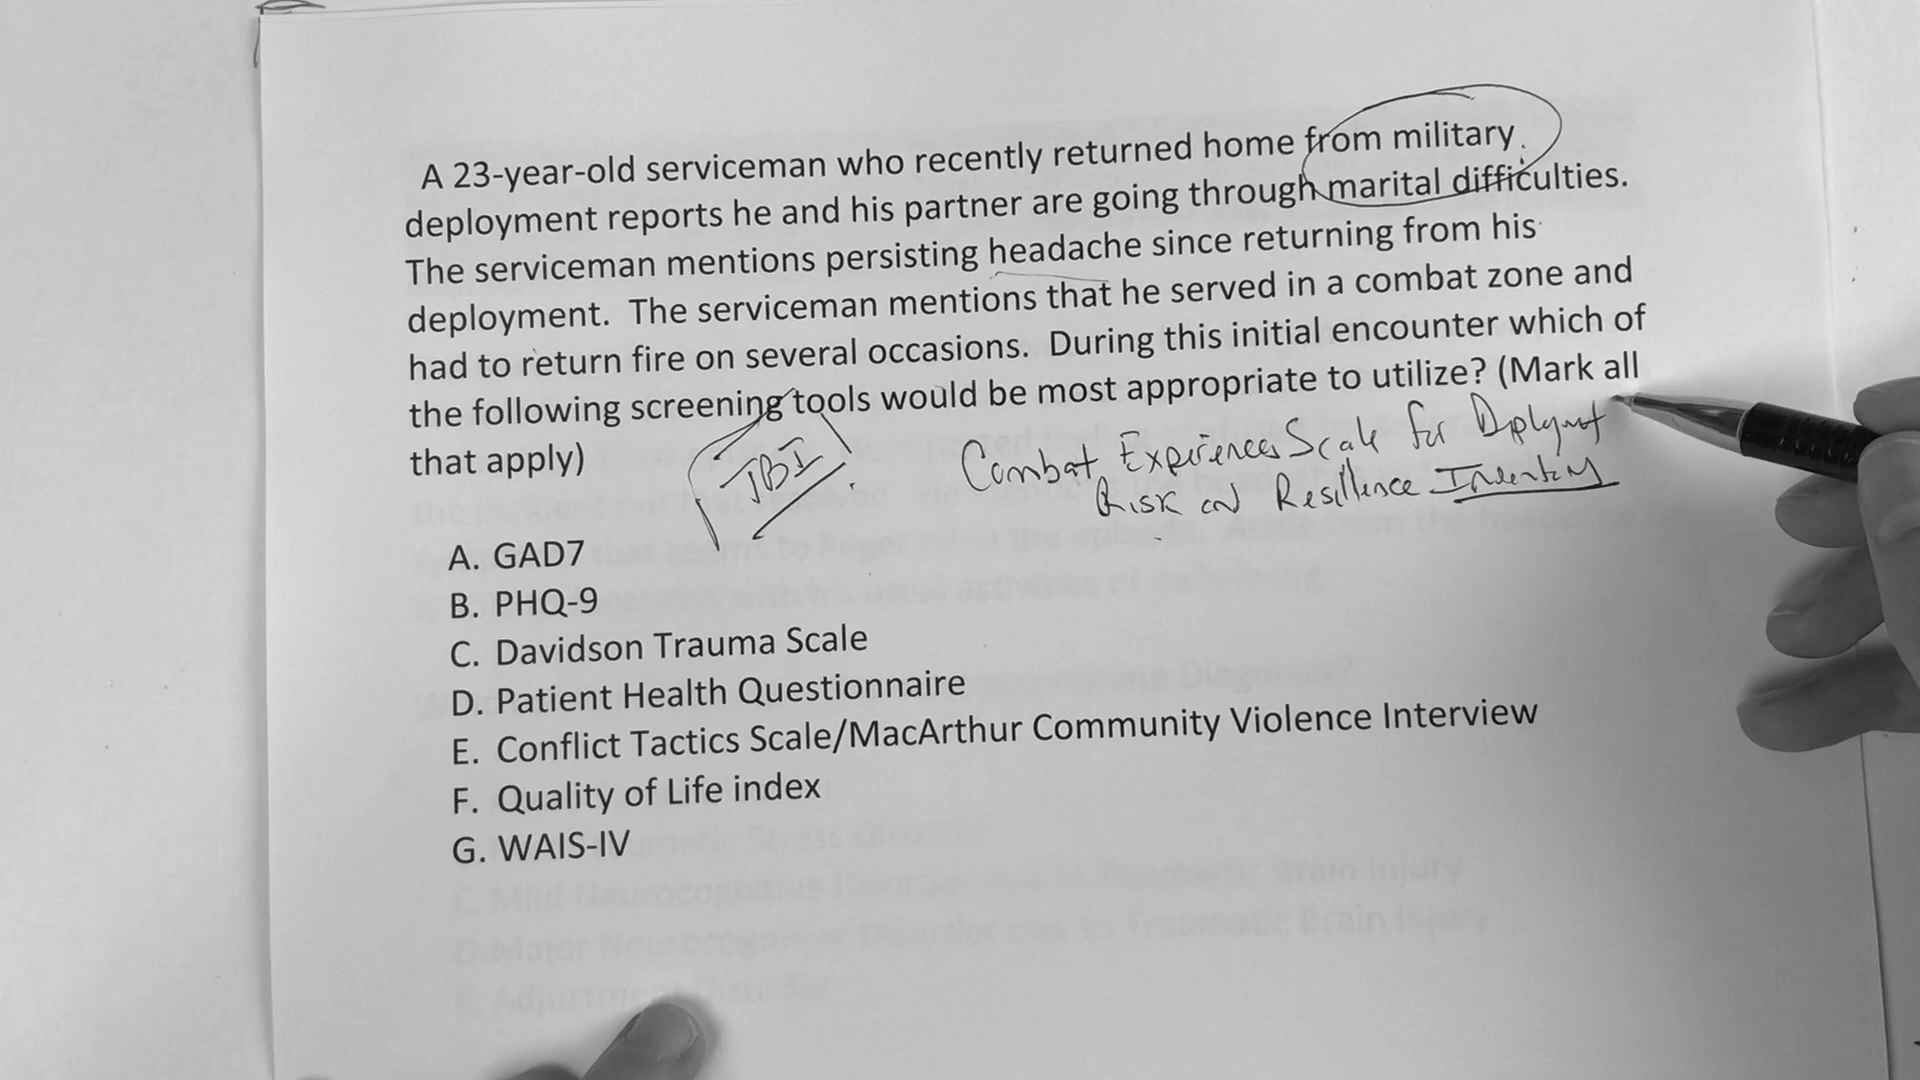 A 23-year-old serviceman who recently returned home from military
deployment reports he and his partner are going through marital difficulties.
The serviceman mentions persisting headache since returning from his
deployment. The serviceman mentions that he served in a combat zone and
had to return fire on several occasions. During this initial encounter which of
the following screening tools would be most appropriate to utilize? (Mark all
that apply)
TBI
Combat Experiences Scale for Deployment
Risk and Resillence Inventory
A. GAD7
B. PHQ-9
C. Davidson Trauma Scale
D. Patient Health Questionnaire
E. Conflict Tactics Scale/MacArthur Community Violence Interview
F. Quality of Life index
G. WAIS-IV